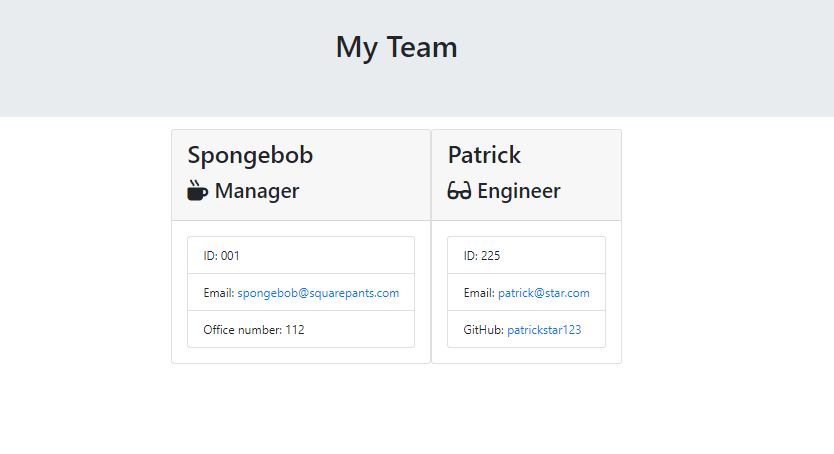 My Team
Spongebob
Manager
ID: 001
Email: spongebob@squarepants.com
Office number: 112
Patrick
Engineer
ID: 225
Email: patrick@star.com
GitHub: patrickstar123